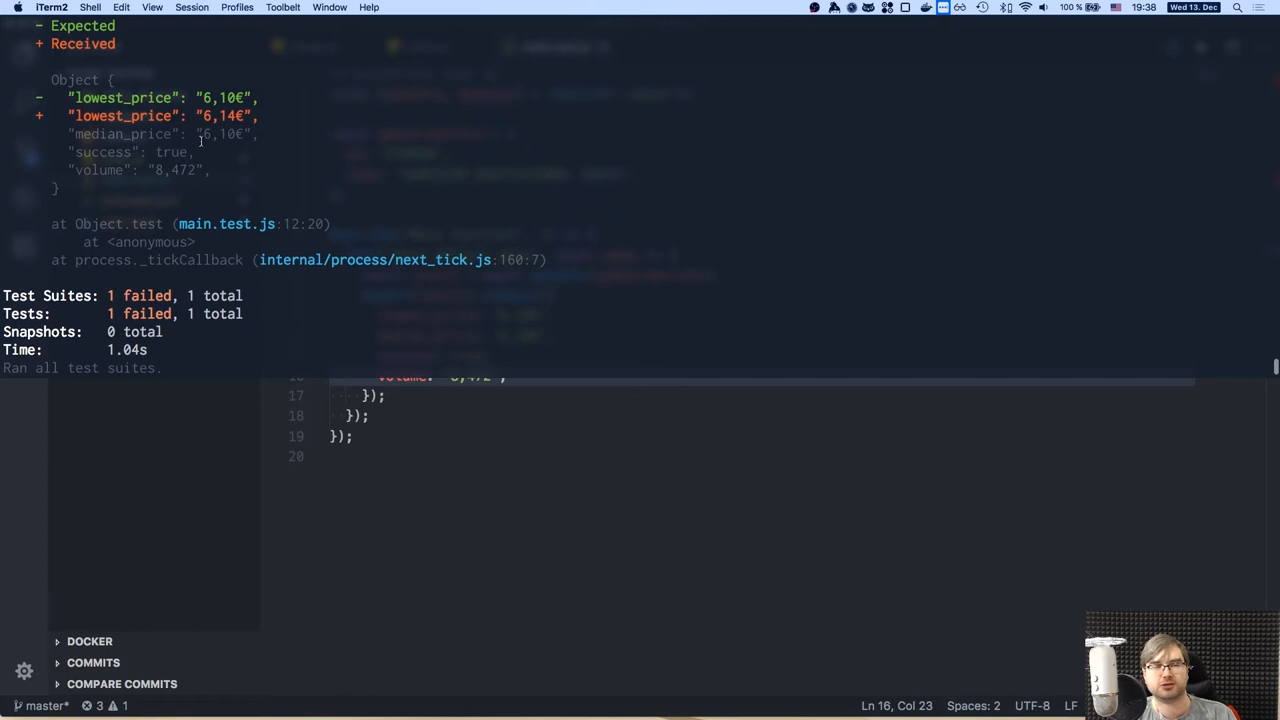 iTerm2 Shell Edit View Session Profiles Toolbelt Window Help 100 % 19:38 Wed 13. Dec
- Expected
+ Received
Object {
- "lowest_price": "6,10€",
+ "lowest_price": "6,14€",
"median_price": "6,10€",
"success": true,
"volume": "8,472",
}
at Object.test (main.test.js:12:20)
at <anonymous>
at process._tickCallback (internal/process/next_tick.js:160:7)
Test Suites: 1 failed, 1 total
Tests: 1 failed, 1 total
Snapshots: 0 total
Time: 1.04s
Ran all test suites.
17 });
18 });
19 });
20
DOCKER
COMMITS
COMPARE COMMITS
master* 3 1 Ln 16, Col 23 Spaces: 2 UTF-8 LF